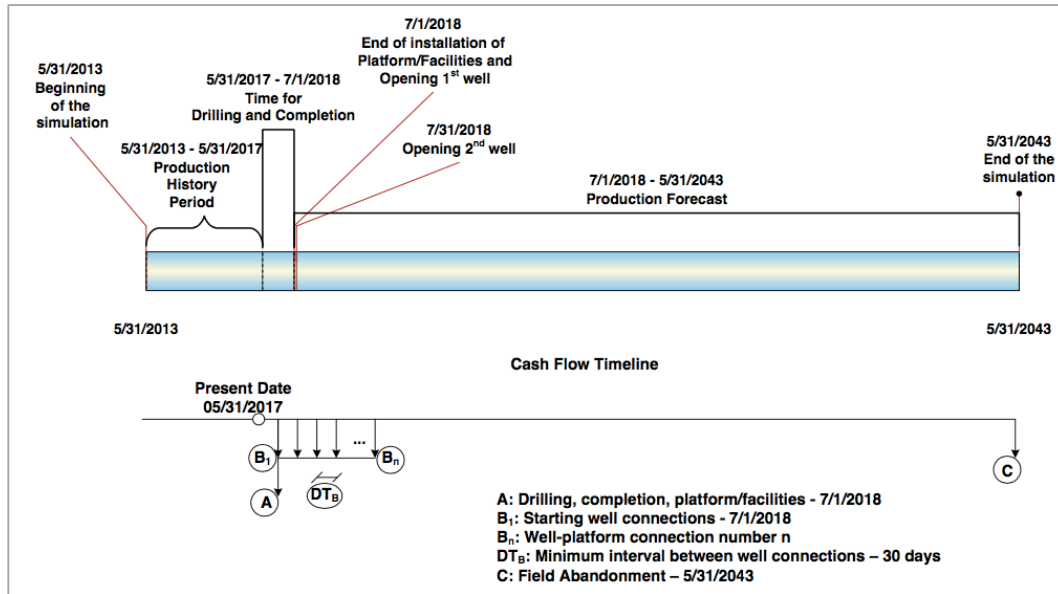 7/1/2018
End of installation of
Platform/Facilities and
Opening 1st well
5/31/2013
Beginning
of the
simulation
5/31/2017 - 7/1/2018
Time for
Drilling and Completion
7/31/2018
Opening 2nd well
5/31/2043
End of the
simulation
5/31/2013 - 5/31/2017
Production
History
Period
7/1/2018 - 5/31/2043
Production Forecast
5/31/2013
5/31/2043
Cash Flow Timeline
Present Date
05/31/2017
...
B1
Bn
A
DTB
C
A: Drilling, completion, platform/facilities - 7/1/2018
B1: Starting well connections - 7/1/2018
Bn: Well-platform connection number n
DTB: Minimum interval between well connections – 30 days
C: Field Abandonment – 5/31/2043